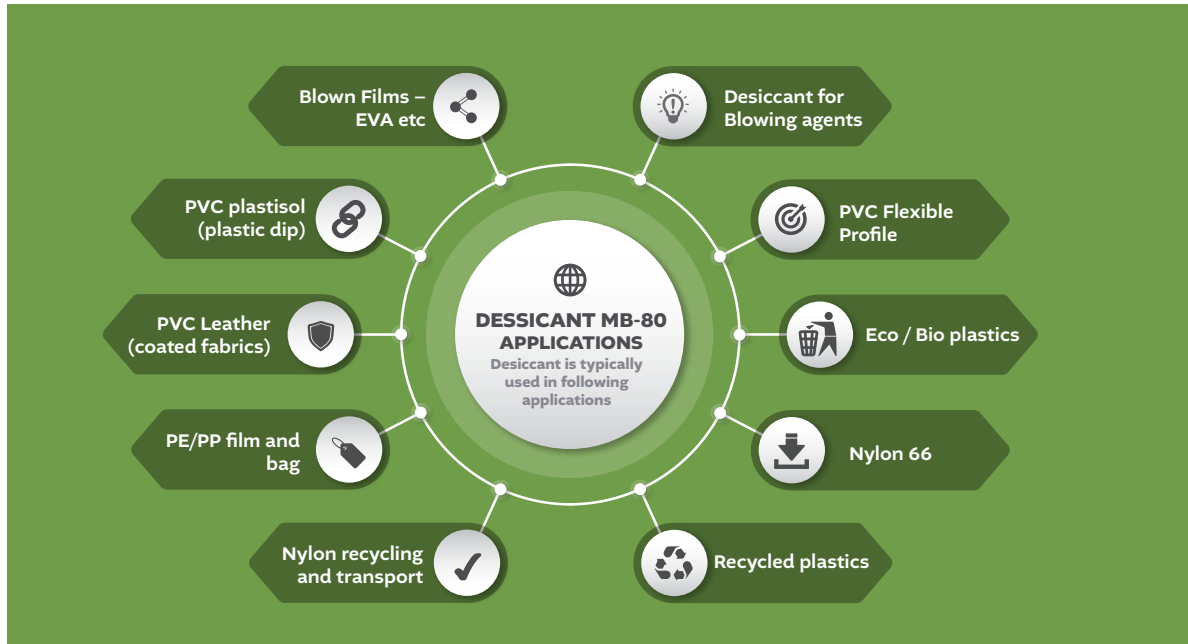 Blown Films –
EVA etc
Desiccant for
Blowing agents
PVC plastisol
(plastic dip)
PVC Flexible
Profile
DESSICANT MB-80
APPLICATIONS
Desiccant is typically
used in following
applications
PVC Leather
(coated fabrics)
Eco / Bio plastics
PE/PP film and
bag
Nylon 66
Nylon recycling
and transport
Recycled plastics